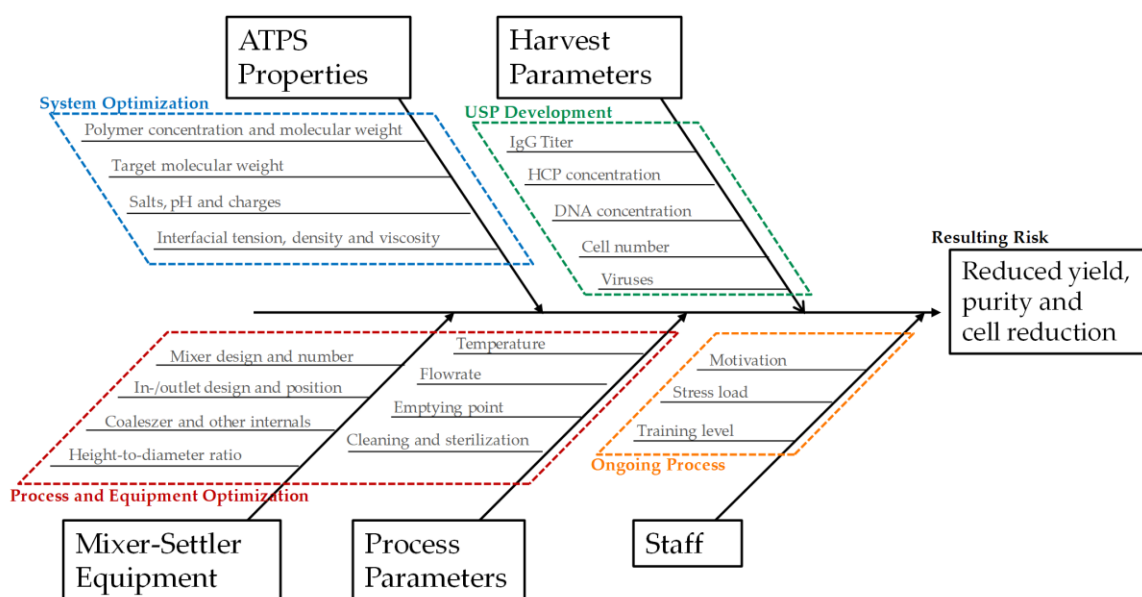 ATPS
Properties
Harvest
Parameters
System Optimization
Polymer concentration and molecular weight
Target molecular weight
Salts, pH and charges
Interfacial tension, density and viscosity
USP Development
IgG Titer
HCP concentration
DNA concentration
Cell number
Viruses
Resulting Risk
Reduced yield,
purity and
cell reduction
Mixer design and number
In-/outlet design and position
Coaleszer and other internals
Height-to-diameter ratio
Temperature
Flowrate
Emptying point
Cleaning and sterilization
Process and Equipment Optimization
Motivation
Stress load
Training level
Ongoing Process
Mixer-Settler
Equipment
Process
Parameters
Staff